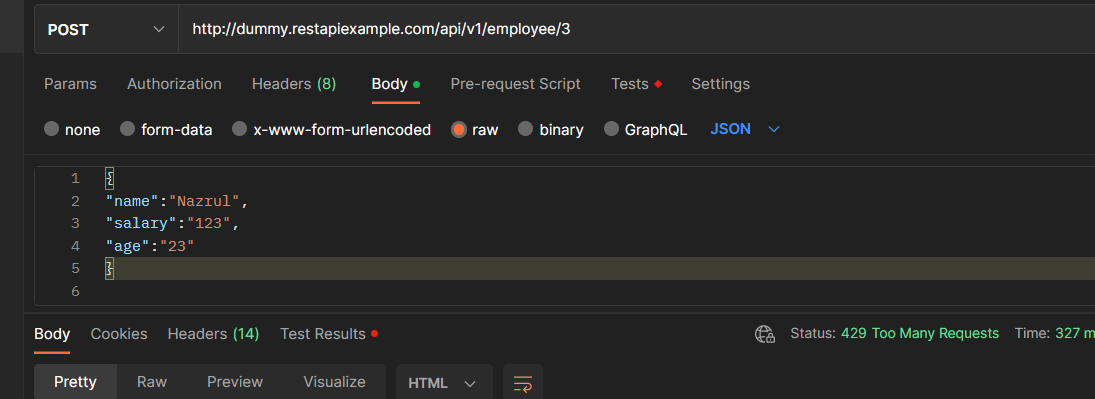 POST http://dummy.restapiexample.com/api/v1/employee/3
Params Authorization Headers (8) Body Pre-request Script Tests Settings
none form-data x-www-form-urlencoded raw binary GraphQL JSON
1 {
2 "name":"Nazrul",
3 "salary":"123",
4 "age":"23"
5 }
6
Body Cookies Headers (14) Test Results Status: 429 Too Many Requests Time: 327 m
Pretty Raw Preview Visualize HTML